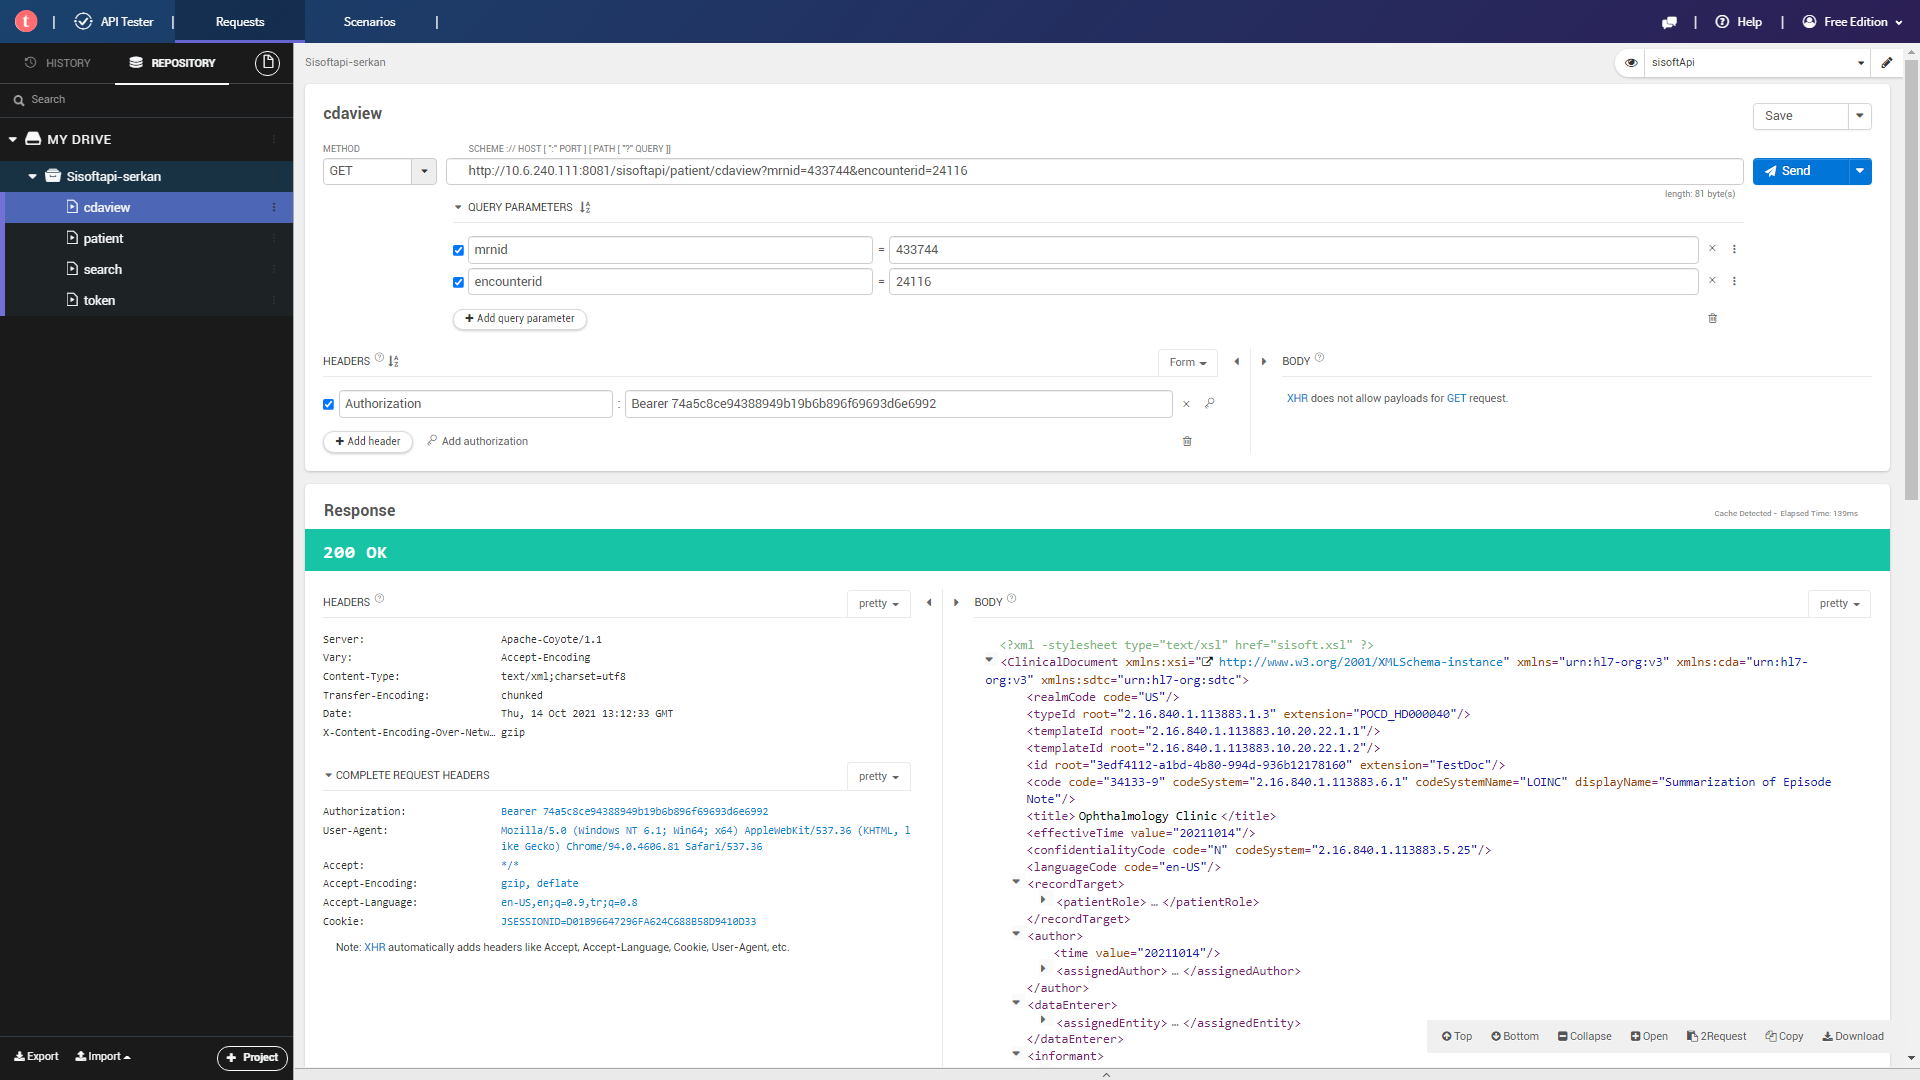 t | API Tester | Requests Scenarios | | Help | Free Edition
HISTORY REPOSITORY
Search
MY DRIVE
Sisoftapi-serkan
cdaview
patient
search
token
Export Import + Project
Sisoftapi-serkan
sisoftApi
cdaview
Save
METHOD SCHEME :// HOST [ ":" PORT ] [ PATH [ "?" QUERY ]]
GET http://10.6.240.111:8081/sisoftapi/patient/cdaview?mrnid=433744&encounterid=24116 Send
length: 81 byte(s)
QUERY PARAMETERS
mrnid = 433744
encounterid = 24116
+ Add query parameter
HEADERS Form
Authorization : Bearer 74a5c8ce94388949b19b6b896f69693d6e6992
+ Add header Add authorization
BODY
XHR does not allow payloads for GET request.
Response
Cache Detected - Elapsed Time: 139ms
200 OK
HEADERS pretty
Server: Apache-Coyote/1.1
Vary: Accept-Encoding
Content-Type: text/xml;charset=utf8
Transfer-Encoding: chunked
Date: Thu, 14 Oct 2021 13:12:33 GMT
X-Content-Encoding-Over-Netw… gzip
COMPLETE REQUEST HEADERS pretty
Authorization: Bearer 74a5c8ce94388949b19b6b896f69693d6e6992
User-Agent: Mozilla/5.0 (Windows NT 6.1; Win64; x64) AppleWebKit/537.36 (KHTML, l
ike Gecko) Chrome/94.0.4606.81 Safari/537.36
Accept: */*
Accept-Encoding: gzip, deflate
Accept-Language: en-US,en;q=0.9,tr;q=0.8
Cookie: JSESSIONID=D01B96647296FA624C688B58D9410D33
Note: XHR automatically adds headers like Accept, Accept-Language, Cookie, User-Agent, etc.
BODY pretty
<?xml -stylesheet type="text/xsl" href="sisoft.xsl" ?>
<ClinicalDocument xmlns:xsi=" http://www.w3.org/2001/XMLSchema-instance" xmlns="urn:hl7-org:v3" xmlns:cda="urn:hl7-
org:v3" xmlns:sdtc="urn:hl7-org:sdtc">
<realmCode code="US"/>
<typeId root="2.16.840.1.113883.1.3" extension="POCD_HD000040"/>
<templateId root="2.16.840.1.113883.10.20.22.1.1"/>
<templateId root="2.16.840.1.113883.10.20.22.1.2"/>
<id root="3edf4112-a1bd-4b80-994d-936b12178160" extension="TestDoc"/>
<code code="34133-9" codeSystem="2.16.840.1.113883.6.1" codeSystemName="LOINC" displayName="Summarization of Episode
Note"/>
<title> Ophthalmology Clinic </title>
<effectiveTime value="20211014"/>
<confidentialityCode code="N" codeSystem="2.16.840.1.113883.5.25"/>
<languageCode code="en-US"/>
<recordTarget>
<patientRole> … </patientRole>
</recordTarget>
<author>
<time value="20211014"/>
<assignedAuthor> … </assignedAuthor>
</author>
<dataEnterer>
<assignedEntity> … </assignedEntity>
</dataEnterer>
<informant>
Top Bottom Collapse Open 2Request Copy Download